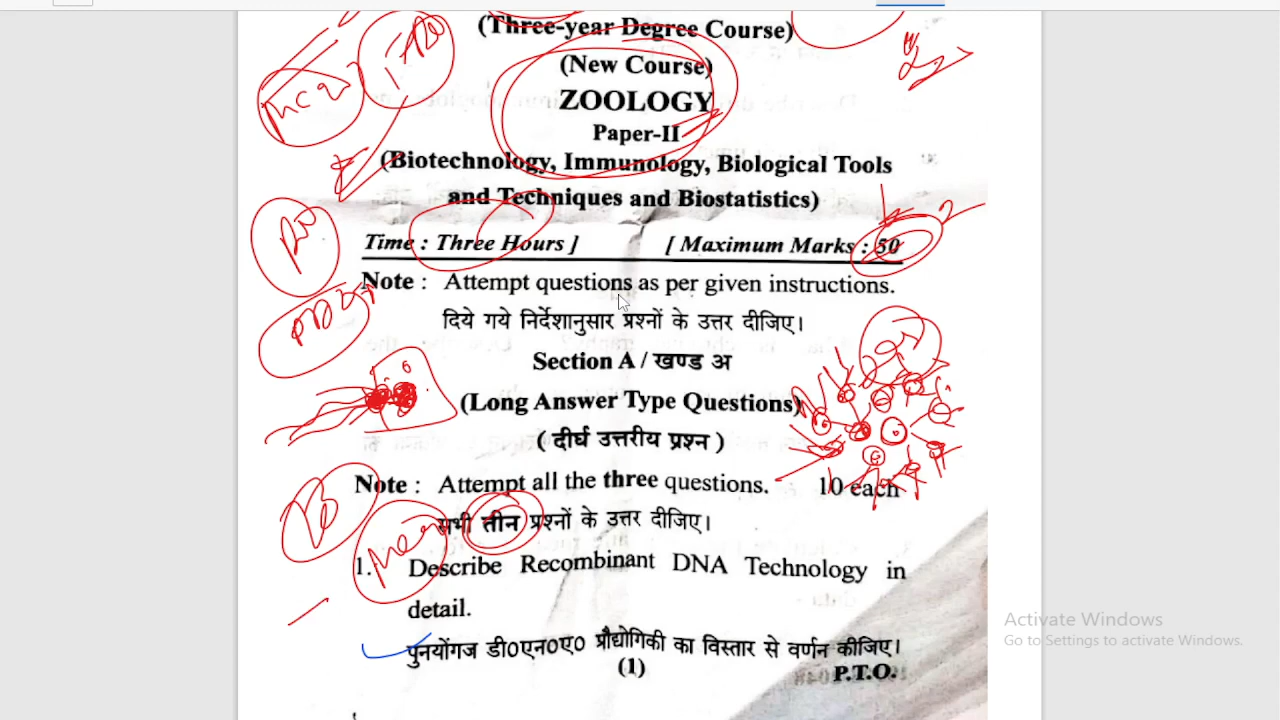 (Three-year Degree Course)
(New Course)
ZOOLOGY
Paper-II
(Biotechnology, Immunology, Biological Tools
and Techniques and Biostatistics)
Time : Three Hours ]
[ Maximum Marks : 50
Note : Attempt questions as per given instructions.
दिये गये निर्देशानुसार प्रश्नों के उत्तर दीजिए।
Section A / खण्ड अ
(Long Answer Type Questions)
( दीर्घ उत्तरीय प्रश्न )
Note : Attempt all the three questions. 10 each
सभी तीन प्रश्नों के उत्तर दीजिए।
1. Describe Recombinant DNA Technology in
detail.
पुनर्योगज डी०एन०ए० प्रौद्योगिकी का विस्तार से वर्णन कीजिए।
(1)
P.T.O.
Activate Windows
Go to Settings to activate Windows.